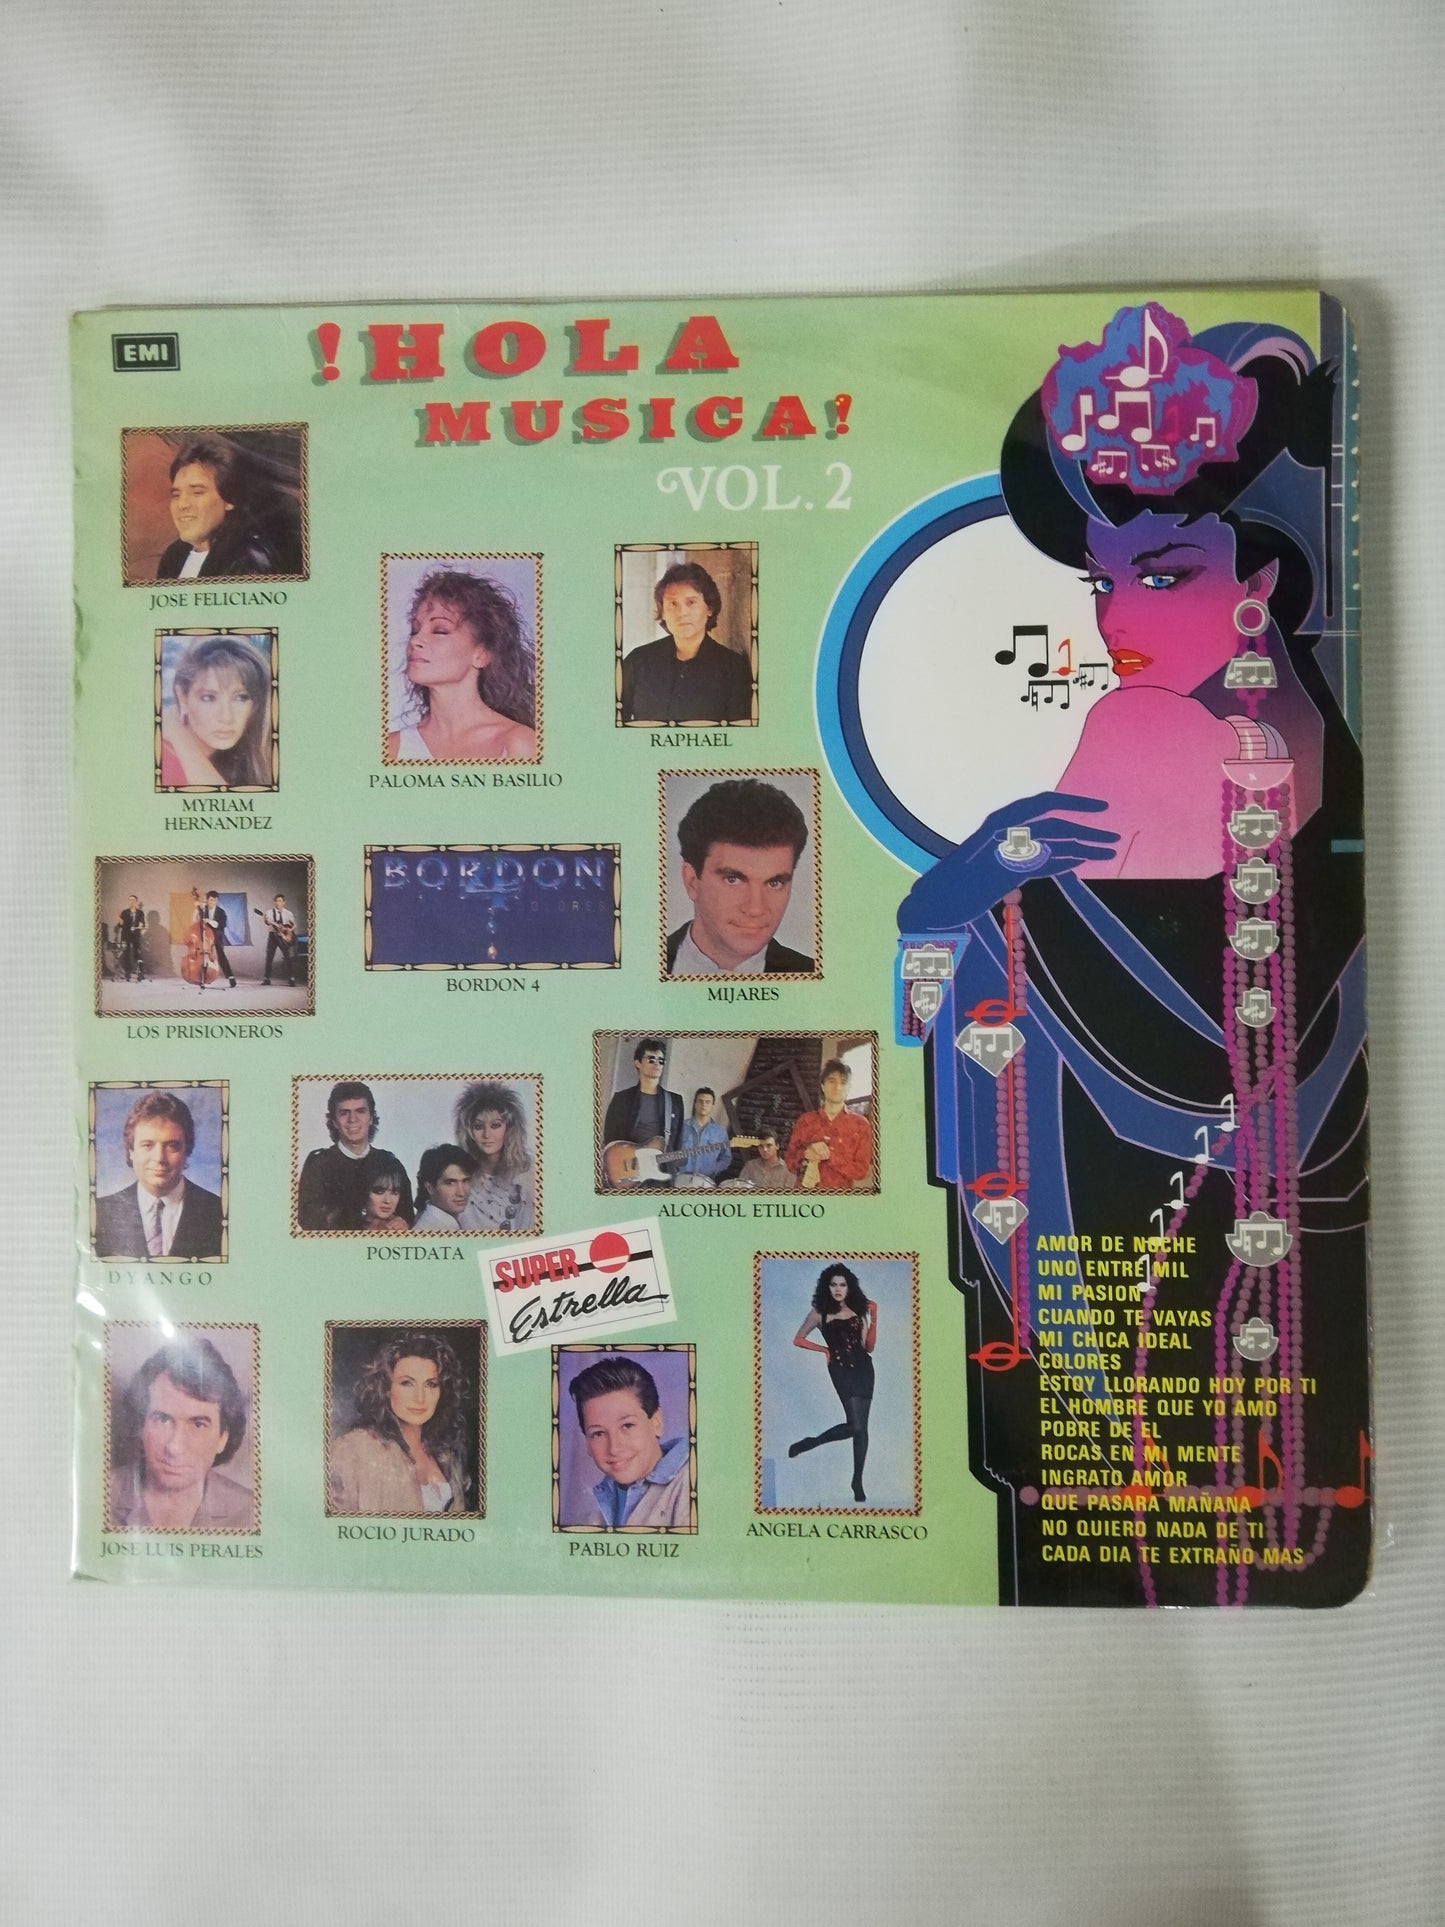 EMI
!HOLA
MUSICA!
VOL. 2
JOSE FELICIANO
RAPHAEL
PALOMA SAN BASILIO
MYRIAM
HERNANDEZ
BORDON
4
COLORES
BORDON 4
MIJARES
LOS PRISIONEROS
ALCOHOL ETILICO
POSTDATA
DYANGO
SUPER
Estrella
JOSE LUIS PERALES
ROCIO JURADO
PABLO RUIZ
ANGELA CARRASCO
AMOR DE NOCHE
UNO ENTRE MIL
MI PASION
CUANDO TE VAYAS
MI CHICA IDEAL
COLORES
ESTOY LLORANDO HOY POR TI
EL HOMBRE QUE YO AMO
POBRE DE EL
ROCAS EN MI MENTE
INGRATO AMOR
QUE PASARA MAÑANA
NO QUIERO NADA DE TI
CADA DIA TE EXTRAÑO MAS